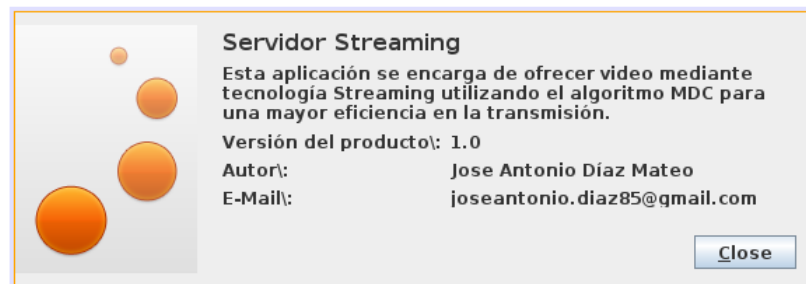 Servidor Streaming
Esta aplicación se encarga de ofrecer video mediante
tecnología Streaming utilizando el algoritmo MDC para
una mayor eficiencia en la transmisión.
Versión del producto\: 1.0
Autor\: Jose Antonio Díaz Mateo
E-Mail\: joseantonio.diaz85@gmail.com
Close